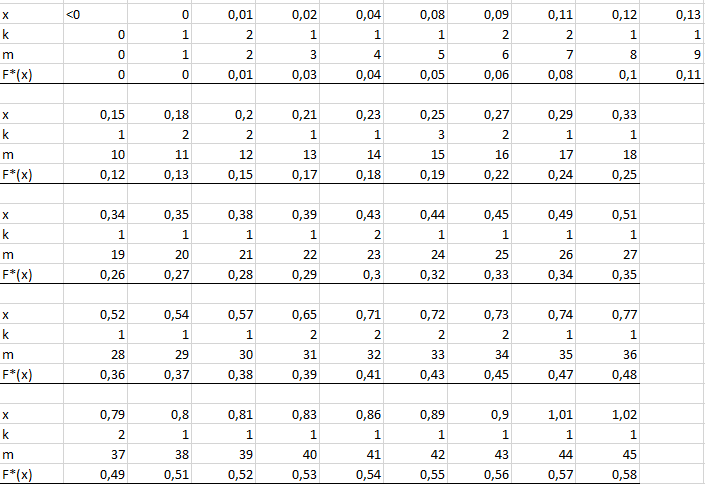 x <0 0 0,01 0,02 0,04 0,08 0,09 0,11 0,12 0,13
k 0 1 2 1 1 1 2 2 1 1
m 0 1 2 3 4 5 6 7 8 9
F*(x) 0 0 0,01 0,03 0,04 0,05 0,06 0,08 0,1 0,11
x 0,15 0,18 0,2 0,21 0,23 0,25 0,27 0,29 0,33
k 1 2 2 1 1 3 2 1 1
m 10 11 12 13 14 15 16 17 18
F*(x) 0,12 0,13 0,15 0,17 0,18 0,19 0,22 0,24 0,25
x 0,34 0,35 0,38 0,39 0,43 0,44 0,45 0,49 0,51
k 1 1 1 1 2 1 1 1 1
m 19 20 21 22 23 24 25 26 27
F*(x) 0,26 0,27 0,28 0,29 0,3 0,32 0,33 0,34 0,35
x 0,52 0,54 0,57 0,65 0,71 0,72 0,73 0,74 0,77
k 1 1 1 2 2 2 2 1 1
m 28 29 30 31 32 33 34 35 36
F*(x) 0,36 0,37 0,38 0,39 0,41 0,43 0,45 0,47 0,48
x 0,79 0,8 0,81 0,83 0,86 0,89 0,9 1,01 1,02
k 2 1 1 1 1 1 1 1 1
m 37 38 39 40 41 42 43 44 45
F*(x) 0,49 0,51 0,52 0,53 0,54 0,55 0,56 0,57 0,58